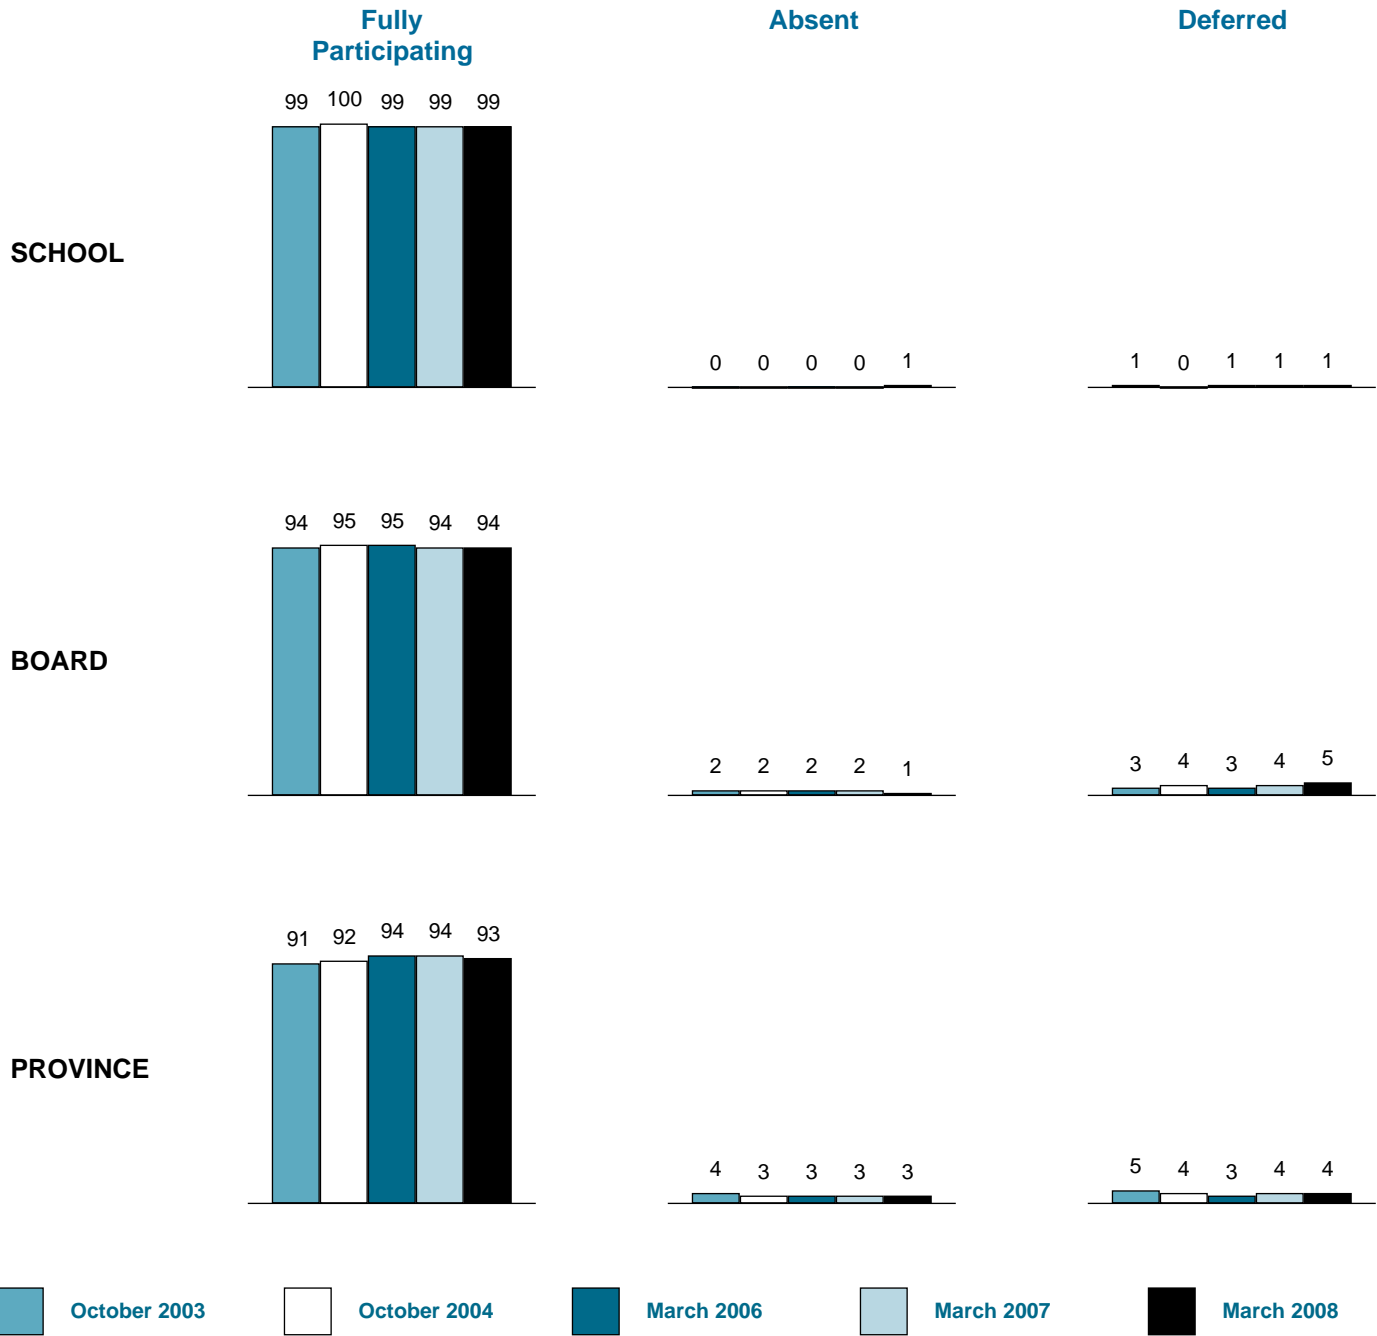 Fully
Participating
Absent
Deferred
99 100 99 99 99
0 0 0 0 1
1 0 1 1 1
SCHOOL
94 95 95 94 94
2 2 2 2 1
3 4 3 4 5
BOARD
91 92 94 94 93
4 3 3 3 3
5 4 3 4 4
PROVINCE
October 2003
October 2004
March 2006
March 2007
March 2008